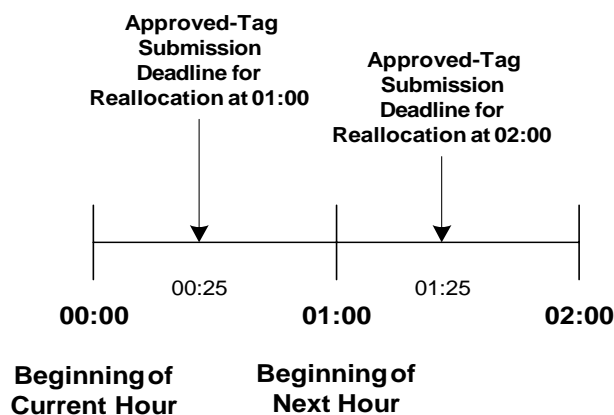 Approved-Tag
Submission
Deadline for
Reallocation at 01:00
Approved-Tag
Submission
Deadline for
Reallocation at 02:00
00:25
01:25
00:00
01:00
02:00
Beginning of
Current Hour
Beginning of
Next Hour